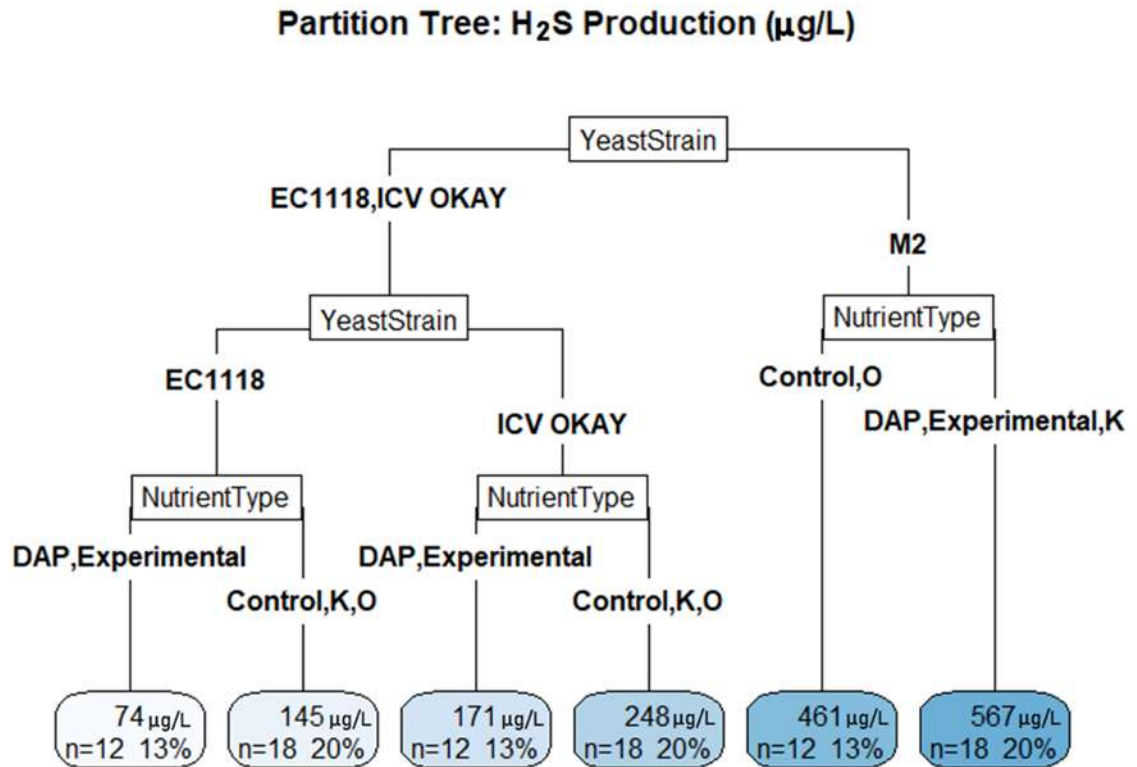 Partition Tree: H₂S Production (μg/L)
YeastStrain
EC1118,ICV OKAY
M2
YeastStrain
NutrientType
EC1118
Control,O
ICV OKAY
DAP,Experimental,K
NutrientType
NutrientType
DAP,Experimental
DAP,Experimental
Control,K,O
Control,K,O
74 μg/L
n=12 13%
145 μg/L
n=18 20%
171 μg/L
n=12 13%
248 μg/L
n=18 20%
461 μg/L
n=12 13%
567 μg/L
n=18 20%